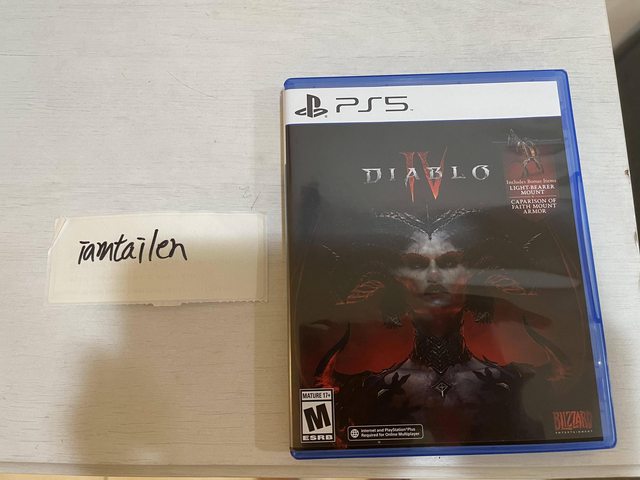 iamtailen
PS5
DIABLO
IV
Includes Bonus Items
LIGHT-BEARER
MOUNT
CAPARISON OF
FAITH MOUNT
ARMOR
MATURE 17+
M
ESRB
Internet and PlayStation®Plus
Required for Online Multiplayer
BLIZZARD
ENTERTAINMENT